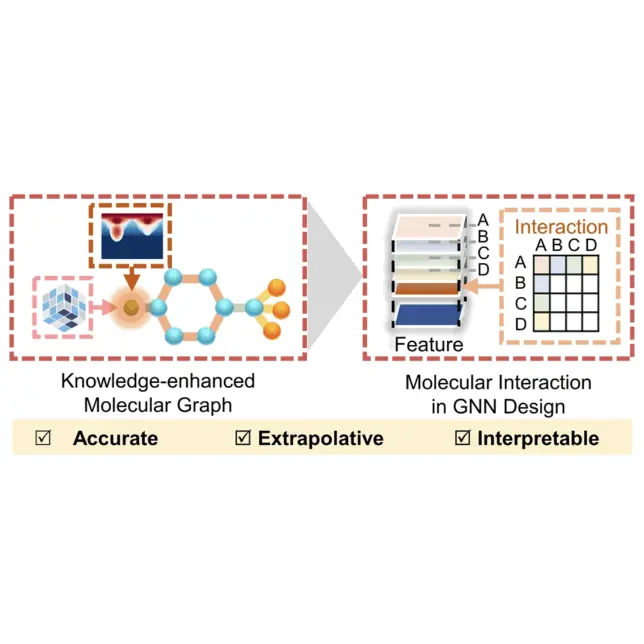 A
B
C
D
Feature
Interaction
A B C D
A
B
C
D
Knowledge-enhanced
Molecular Graph
Molecular Interaction
in GNN Design
☑ Accurate ☑ Extrapolative ☑ Interpretable